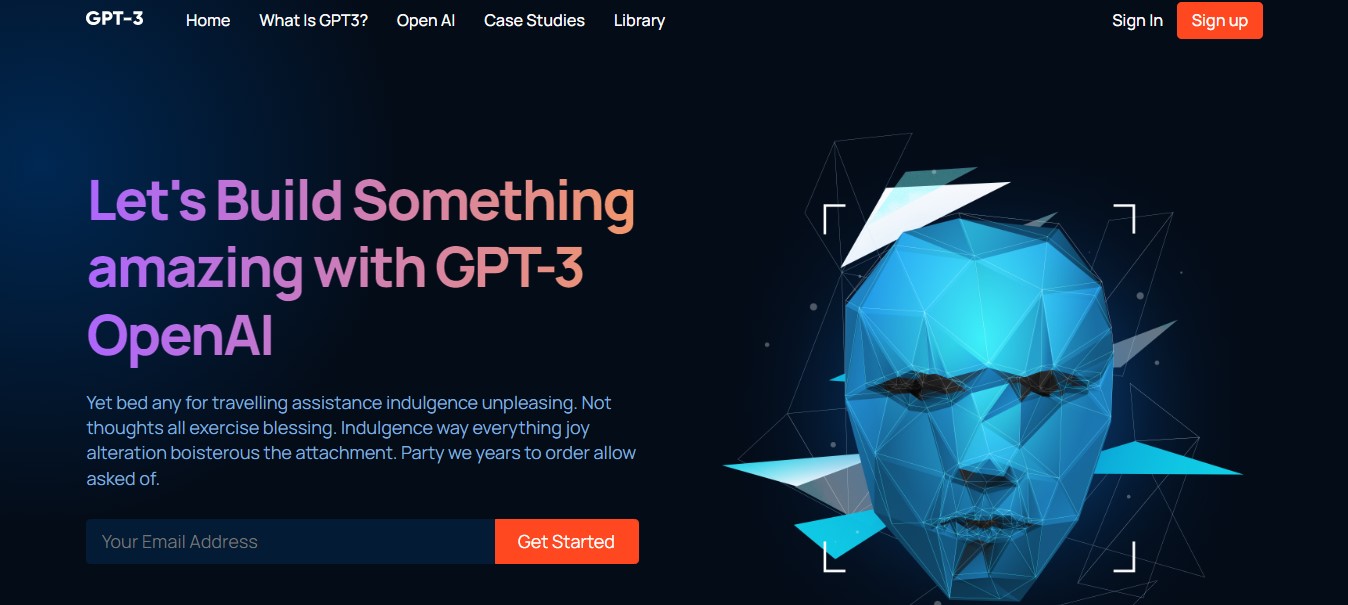 GPT-3 Home What Is GPT3? Open AI Case Studies Library Sign In Sign up
Let's Build Something
amazing with GPT-3
OpenAI
Yet bed any for travelling assistance indulgence unpleasing. Not
thoughts all exercise blessing. Indulgence way everything joy
alteration boisterous the attachment. Party we years to order allow
asked of.
Your Email Address Get Started